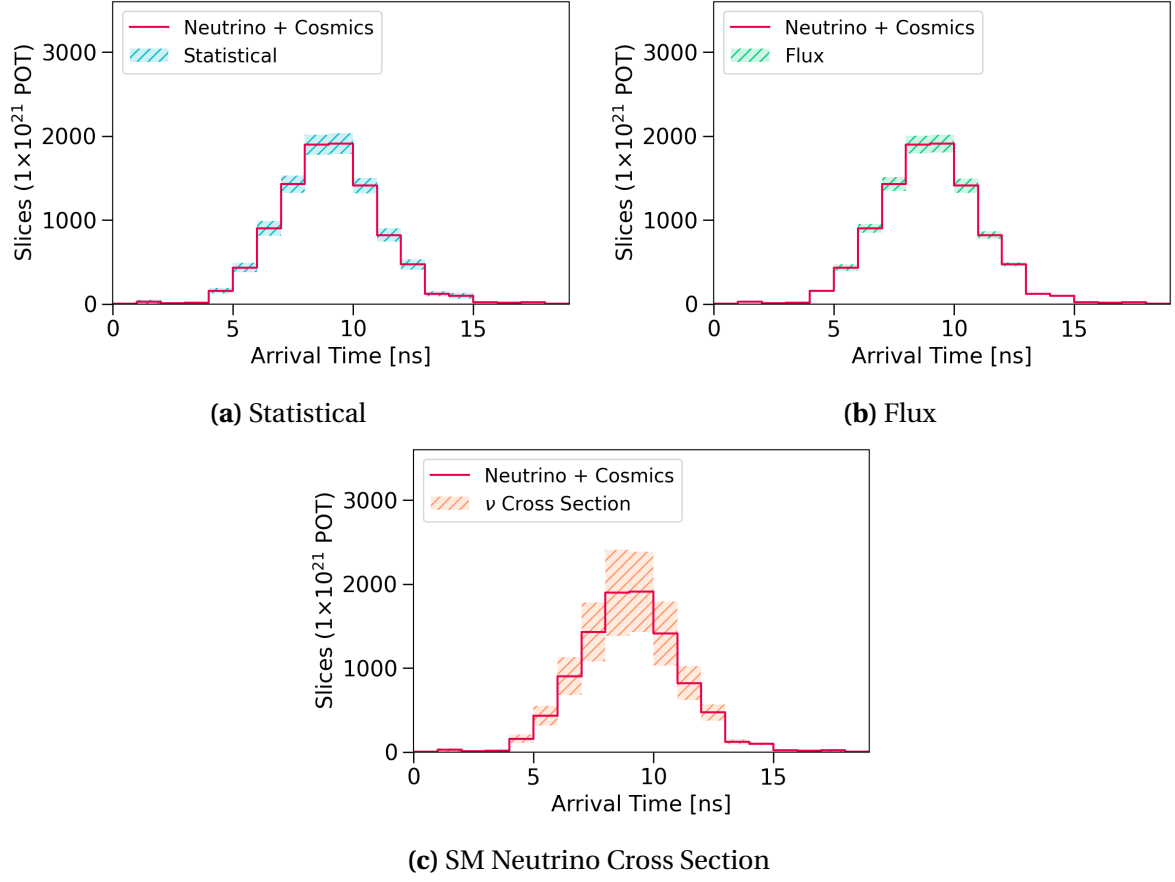 Neutrino + Cosmics
Statistical
Slices (1×10²¹ POT)
3000
2000
1000
0
0 5 10 15
Arrival Time [ns]
(a) Statistical
Neutrino + Cosmics
Flux
Slices (1×10²¹ POT)
3000
2000
1000
0
0 5 10 15
Arrival Time [ns]
(b) Flux
Neutrino + Cosmics
ν Cross Section
Slices (1×10²¹ POT)
3000
2000
1000
0
0 5 10 15
Arrival Time [ns]
(c) SM Neutrino Cross Section